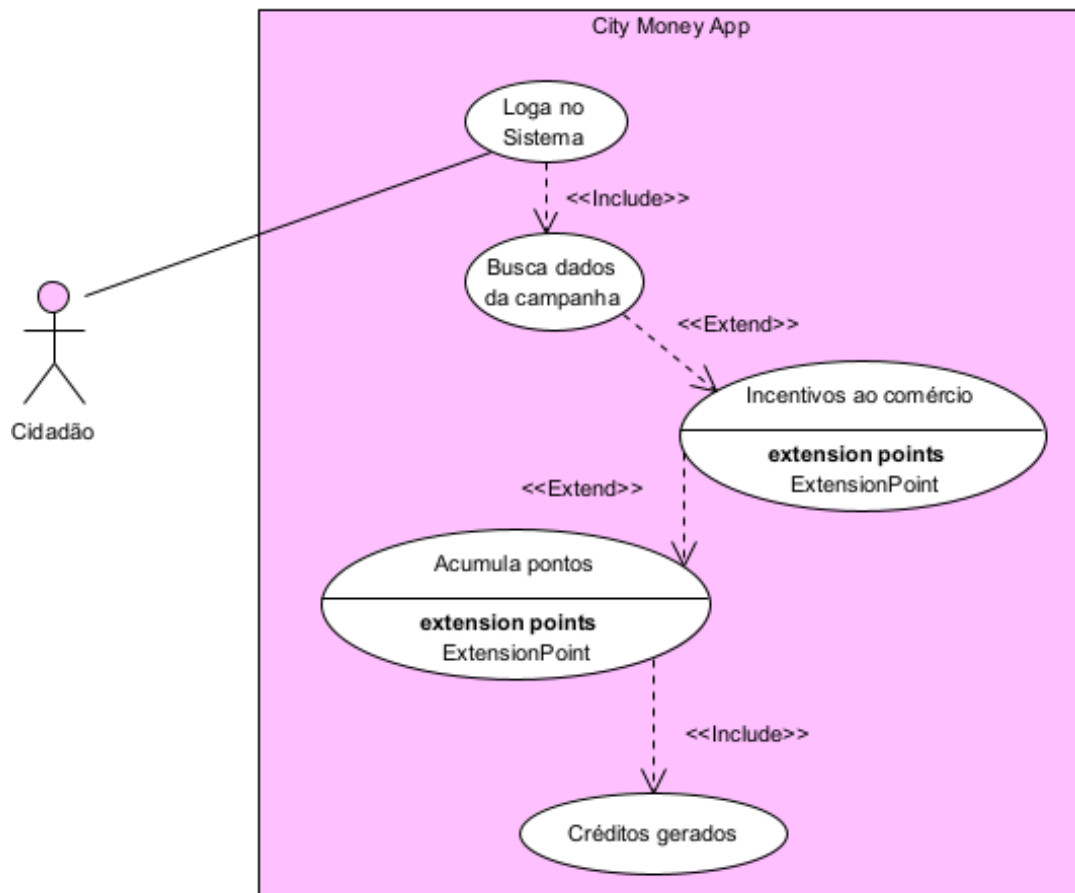 City Money App
Loga no
Sistema
<<Include>>
Busca dados
da campanha
<<Extend>>
Incentivos ao comércio
extension points
ExtensionPoint
Cidadão
<<Extend>>
Acumula pontos
extension points
ExtensionPoint
<<Include>>
Créditos gerados